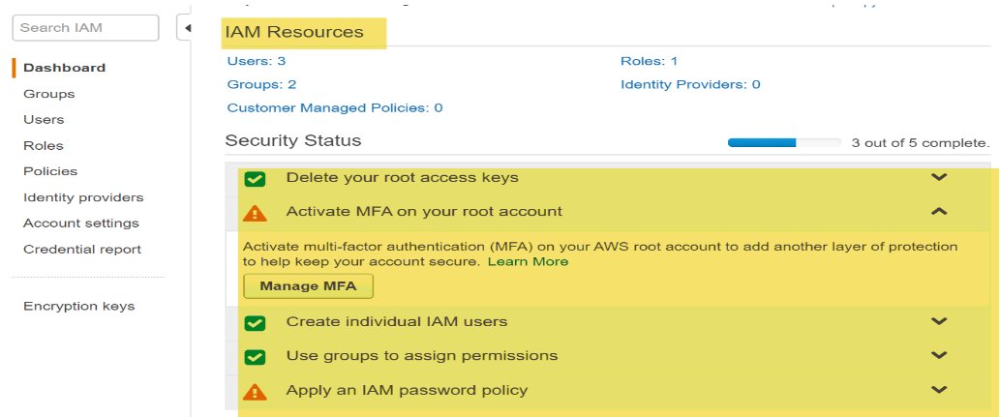 Search IAM
Dashboard
Groups
Users
Roles
Policies
Identity providers
Account settings
Credential report
Encryption keys
IAM Resources
Users: 3
Roles: 1
Groups: 2
Identity Providers: 0
Customer Managed Policies: 0
Security Status
3 out of 5 complete.
Delete your root access keys
Activate MFA on your root account
Activate multi-factor authentication (MFA) on your AWS root account to add another layer of protection
to help keep your account secure. Learn More
Manage MFA
Create individual IAM users
Use groups to assign permissions
Apply an IAM password policy